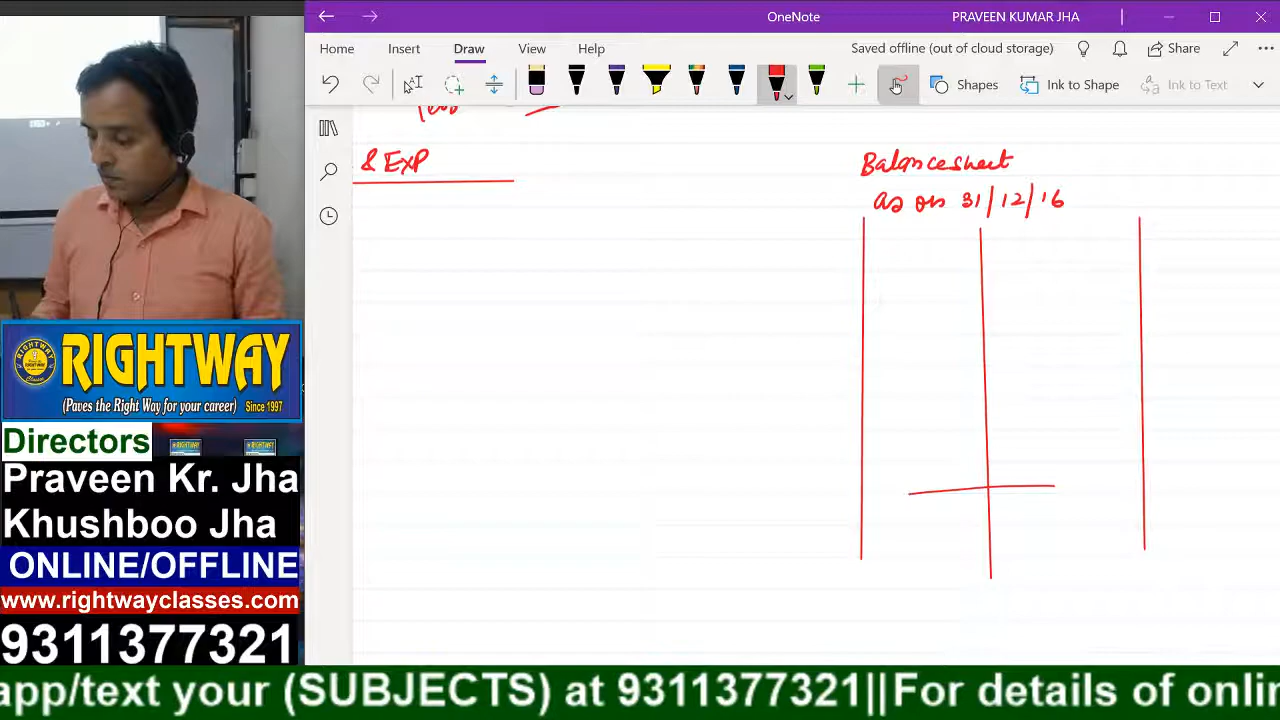 OneNote
PRAVEEN KUMAR JHA
Home Insert Draw View Help
Saved offline (out of cloud storage)
Share
Shapes
Ink to Shape
Ink to Text
& Exp
Balancesheet
as on 31/12/16
RIGHTWAY
(Paves the Right Way for your career) Since 1997
Directors
Praveen Kr. Jha
Khushboo Jha
ONLINE/OFFLINE
www.rightwayclasses.com
9311377321
app/text your (SUBJECTS) at 9311377321||For details of onlin